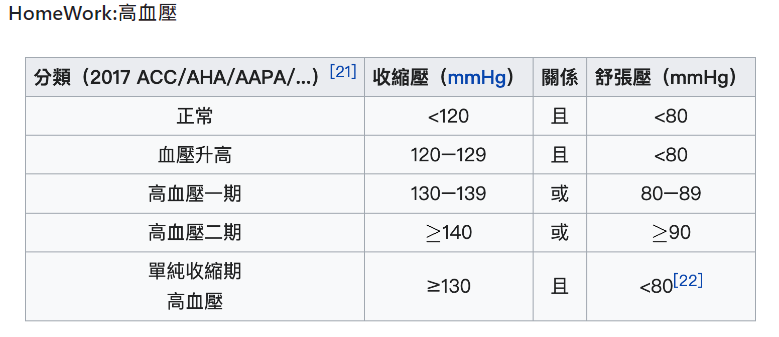 HomeWork:高血壓
分類（2017 ACC/AHA/AAPA/...）[21] 收縮壓（mmHg） 關係 舒張壓（mmHg）
正常 <120 且 <80
血壓升高 120－129 且 <80
高血壓一期 130－139 或 80－89
高血壓二期 ≥140 或 ≥90
單純收縮期
高血壓 ≥130 且 <80[22]